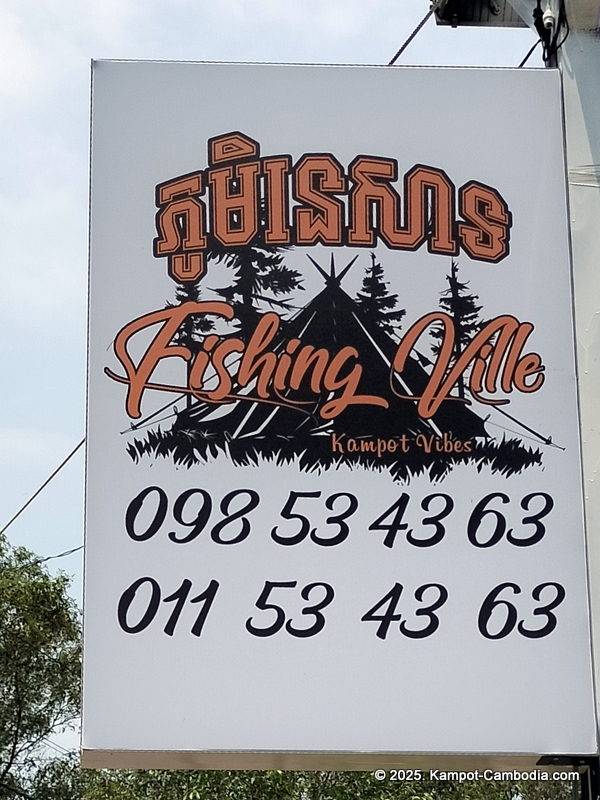 ភូមិនេសាទ
Fishing Ville
Kampot Vibes
098 53 43 63
011 53 43 63
© 2025. Kampot-Cambodia.com